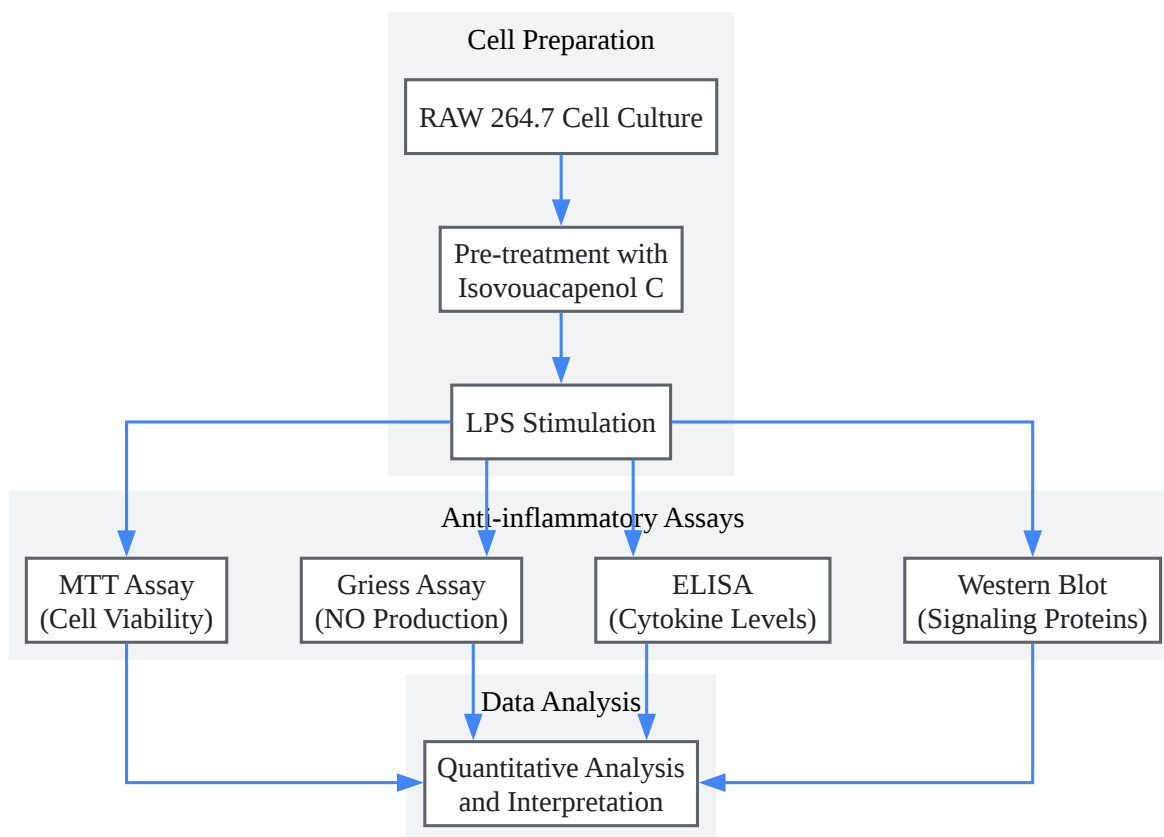 Cell Preparation
RAW 264.7 Cell Culture
Pre-treatment with
Isovouacapenol C
LPS Stimulation
Anti-inflammatory Assays
MTT Assay
(Cell Viability)
Griess Assay
(NO Production)
ELISA
(Cytokine Levels)
Western Blot
(Signaling Proteins)
Data Analysis
Quantitative Analysis
and Interpretation